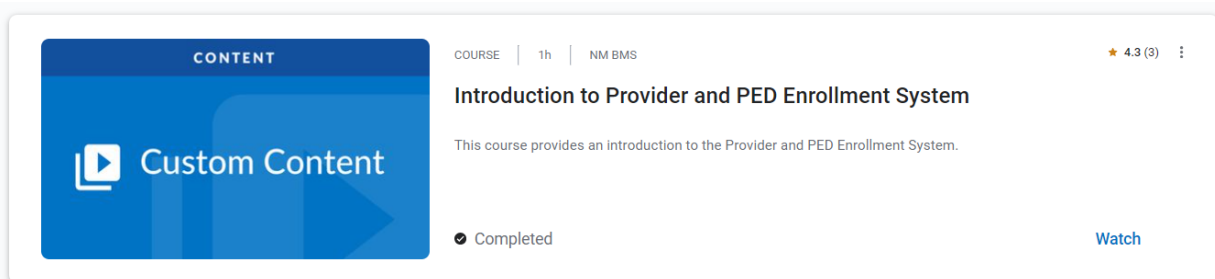 CONTENT
Custom Content
COURSE | 1h | NM BMS
4.3 (3)
Introduction to Provider and PED Enrollment System
This course provides an introduction to the Provider and PED Enrollment System.
Completed
Watch